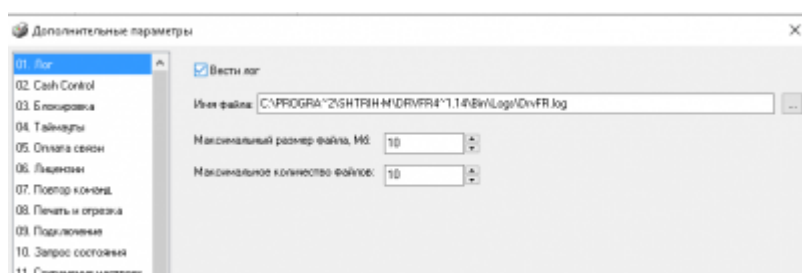 Дополнительные параметры
01. Лог
02. Cash Control
03. Блокировка
04. Таймауты
05. Оплата связи
06. Лицензии
07. Повтор команд
08. Печать и отрезка
09. Подключение
10. Запрос состояния
Вести лог
Имя файла: C:\PROGRA~2\SHTRIH-M\DRVFR4~1.14\Bin\Logs\DrvFR.log
...
Максимальный размер файла, Мб: 10
Максимальное количество файлов: 10